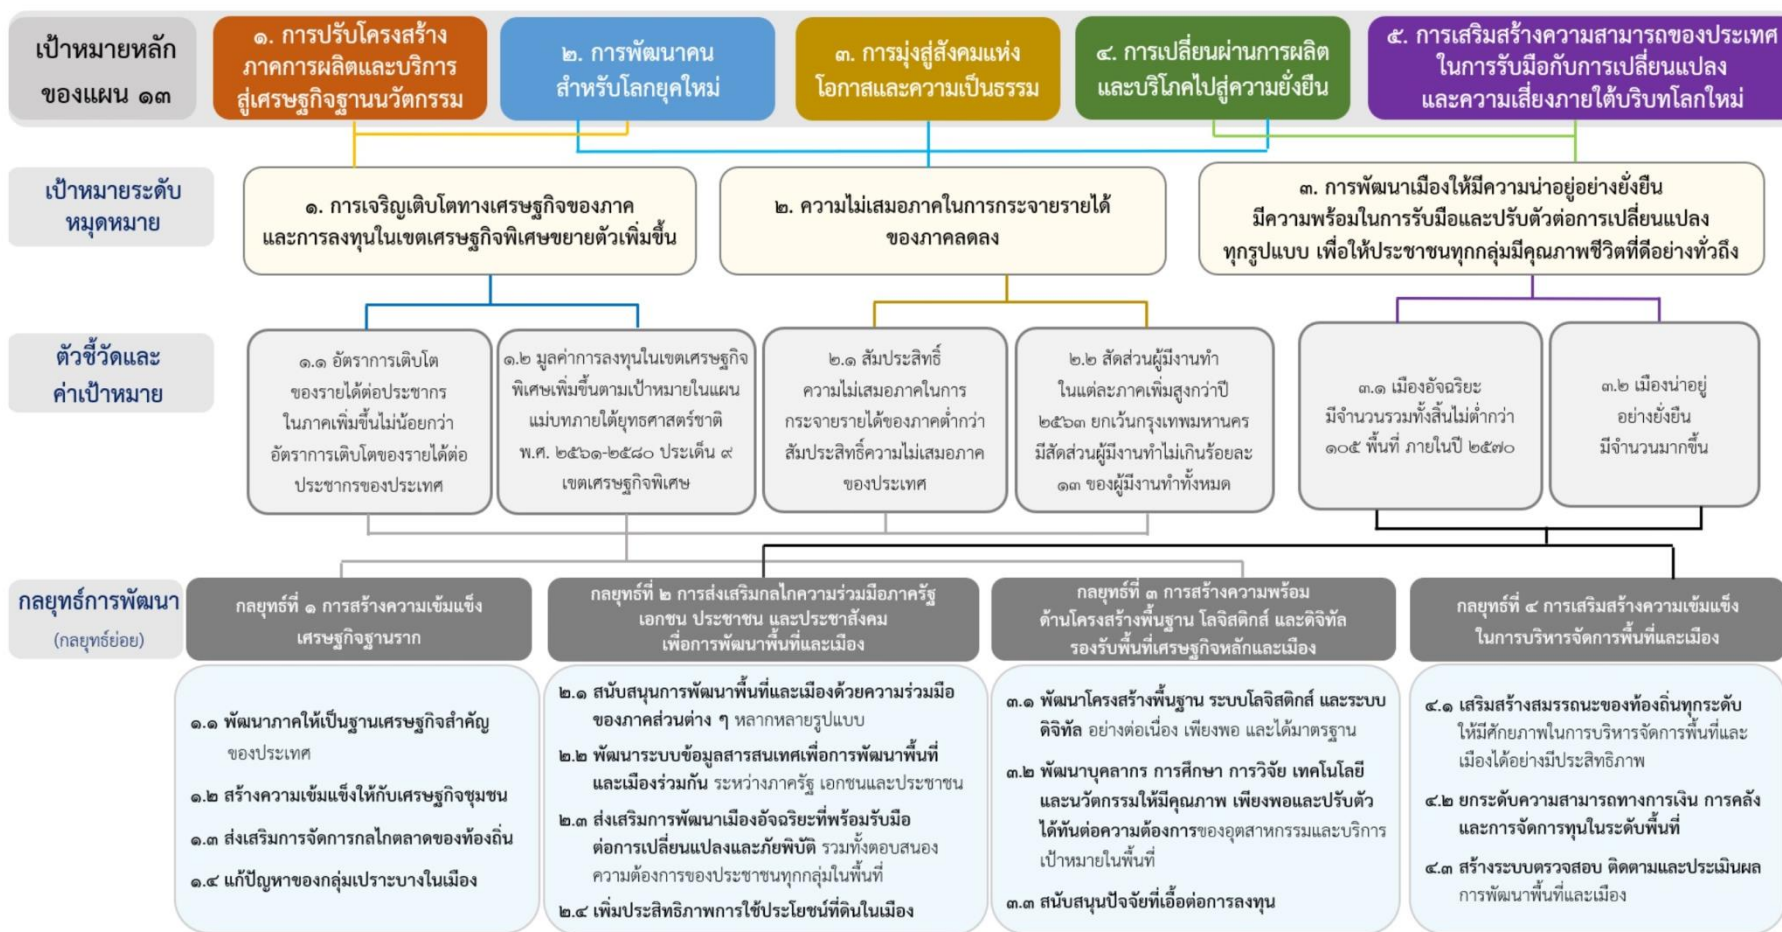 เป้าหมายหลัก
ของแผน ๑๓
๑. การปรับโครงสร้าง
ภาคการผลิตและบริการ
สู่เศรษฐกิจฐานนวัตกรรม
๒. การพัฒนาคน
สำหรับโลกยุคใหม่
๓. การมุ่งสู่สังคมแห่ง
โอกาสและความเป็นธรรม
๔. การเปลี่ยนผ่านการผลิต
และบริโภคไปสู่ความยั่งยืน
๕. การเสริมสร้างความสามารถของประเทศ
ในการรับมือกับการเปลี่ยนแปลง
และความเสี่ยงภายใต้บริบทโลกใหม่
เป้าหมายระดับ
หมุดหมาย
๑. การเจริญเติบโตทางเศรษฐกิจของภาค
และการลงทุนในเขตเศรษฐกิจพิเศษขยายตัวเพิ่มขึ้น
๒. ความไม่เสมอภาคในการกระจายรายได้
ของภาคลดลง
๓. การพัฒนาเมืองให้มีความน่าอยู่อย่างยั่งยืน
มีความพร้อมในการรับมือและปรับตัวต่อการเปลี่ยนแปลง
ทุกรูปแบบ เพื่อให้ประชาชนทุกกลุ่มมีคุณภาพชีวิตที่ดีอย่างทั่วถึง
ตัวชี้วัดและ
ค่าเป้าหมาย
๑.๑ อัตราการเติบโต
ของรายได้ต่อประชากร
ในภาคเพิ่มขึ้นไม่น้อยกว่า
อัตราการเติบโตของรายได้ต่อ
ประชากรของประเทศ
๑.๒ มูลค่าการลงทุนในเขตเศรษฐกิจ
พิเศษเพิ่มขึ้นตามเป้าหมายในแผน
แม่บทภายใต้ยุทธศาสตร์ชาติ
พ.ศ. ๒๕๖๑-๒๕๘๐ ประเด็น ๙
เขตเศรษฐกิจพิเศษ
๒.๑ สัมประสิทธิ์
ความไม่เสมอภาคในการ
กระจายรายได้ของภาคต่ำกว่า
สัมประสิทธิ์ความไม่เสมอภาค
ของประเทศ
๒.๒ สัดส่วนผู้มีงานทำ
ในแต่ละภาคเพิ่มสูงกว่าปี
๒๕๖๓ ยกเว้นกรุงเทพมหานคร
มีสัดส่วนผู้มีงานทำไม่เกินร้อยละ
๑๓ ของผู้มีงานทำทั้งหมด
๓.๑ เมืองอัจฉริยะ
มีจำนวนรวมทั้งสิ้นไม่ต่ำกว่า
๑๐๕ พื้นที่ ภายในปี ๒๕๗๐
๓.๒ เมืองน่าอยู่
อย่างยั่งยืน
มีจำนวนมากขึ้น
กลยุทธ์การพัฒนา
(กลยุทธ์ย่อย)
กลยุทธ์ที่ ๑ การสร้างความเข้มแข็ง
เศรษฐกิจฐานราก
๑.๑ พัฒนาภาคให้เป็นฐานเศรษฐกิจสำคัญ
ของประเทศ
๑.๒ สร้างความเข้มแข็งให้กับเศรษฐกิจชุมชน
๑.๓ ส่งเสริมการจัดการกลไกตลาดของท้องถิ่น
๑.๔ แก้ปัญหาของกลุ่มเปราะบางในเมือง
กลยุทธ์ที่ ๒ การส่งเสริมกลไกความร่วมมือภาครัฐ
เอกชน ประชาชน และประชาสังคม
เพื่อการพัฒนาพื้นที่และเมือง
๒.๑ สนับสนุนการพัฒนาพื้นที่และเมืองด้วยความร่วมมือ
ของภาคส่วนต่าง ๆ หลากหลายรูปแบบ
๒.๒ พัฒนาระบบข้อมูลสารสนเทศเพื่อการพัฒนาพื้นที่
และเมืองร่วมกัน ระหว่างภาครัฐ เอกชนและประชาชน
๒.๓ ส่งเสริมการพัฒนาเมืองอัจฉริยะที่พร้อมรับมือ
ต่อการเปลี่ยนแปลงและภัยพิบัติ รวมทั้งตอบสนอง
ความต้องการของประชาชนทุกกลุ่มในพื้นที่
๒.๔ เพิ่มประสิทธิภาพการใช้ประโยชน์ที่ดินในเมือง
กลยุทธ์ที่ ๓ การสร้างความพร้อม
ด้านโครงสร้างพื้นฐาน โลจิสติกส์ และดิจิทัล
รองรับพื้นที่เศรษฐกิจหลักและเมือง
๓.๑ พัฒนาโครงสร้างพื้นฐาน ระบบโลจิสติกส์ และระบบ
ดิจิทัล อย่างต่อเนื่อง เพียงพอ และได้มาตรฐาน
๓.๒ พัฒนาบุคลากร การศึกษา การวิจัย เทคโนโลยี
และนวัตกรรมให้มีคุณภาพ เพียงพอและปรับตัว
ได้ทันต่อความต้องการของอุตสาหกรรมและบริการ
เป้าหมายในพื้นที่
๓.๓ สนับสนุนปัจจัยที่เอื้อต่อการลงทุน
กลยุทธ์ที่ ๔ การเสริมสร้างความเข้มแข็ง
ในการบริหารจัดการพื้นที่และเมือง
๔.๑ เสริมสร้างสมรรถนะของท้องถิ่นทุกระดับ
ให้มีศักยภาพในการบริหารจัดการพื้นที่และ
เมืองได้อย่างมีประสิทธิภาพ
๔.๒ ยกระดับความสามารถทางการเงิน การคลัง
และการจัดการทุนในระดับพื้นที่
๔.๓ สร้างระบบตรวจสอบ ติดตามและประเมินผล
การพัฒนาพื้นที่และเมือง